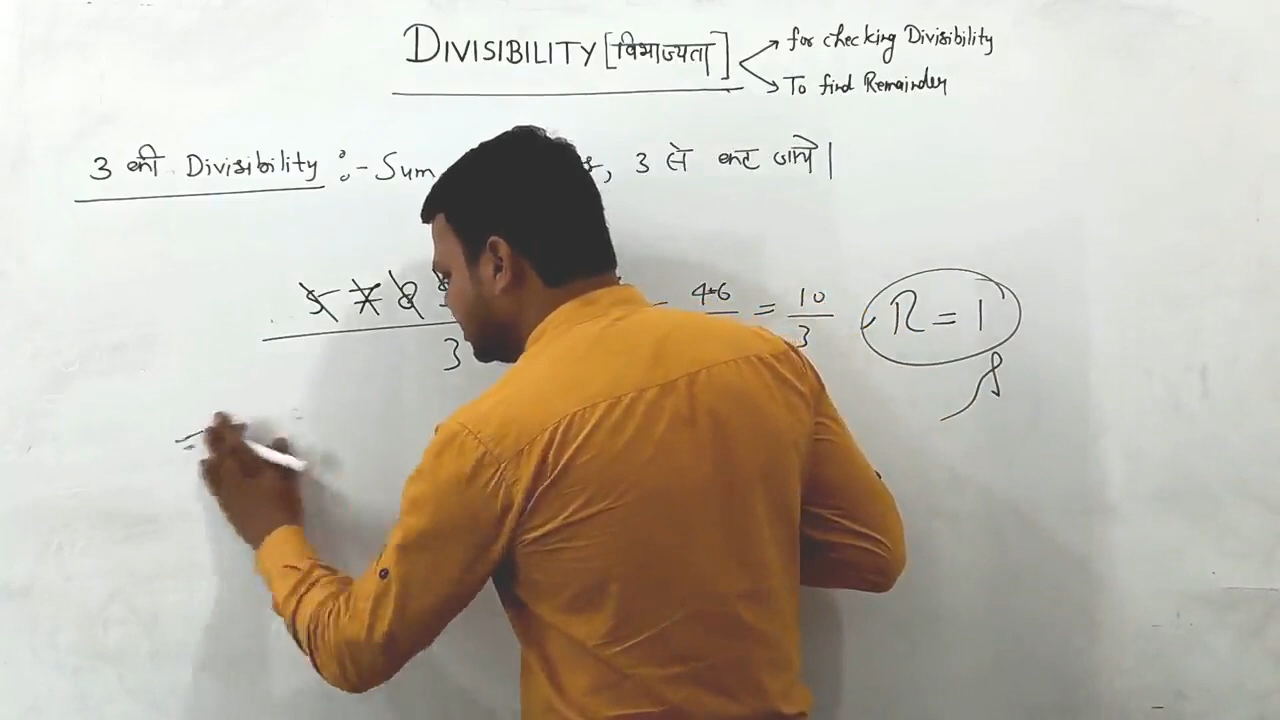 DIVISIBILITY [विभाज्यता]
for checking Divisibility
To find Remainder
3 की Divisibility :- Sum , 3 से कट जाये।
4+6 = 10 R = 1
3 3